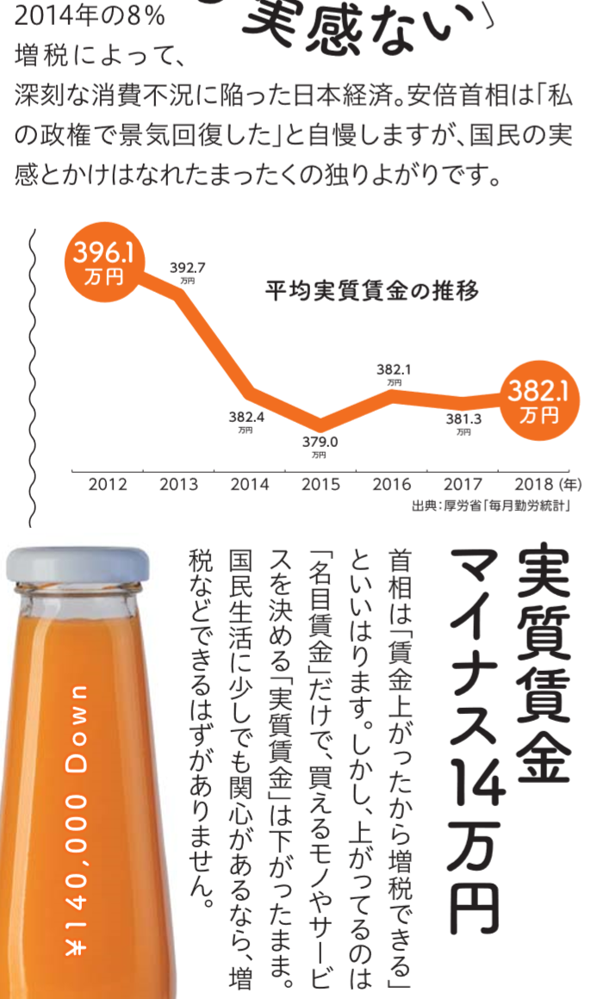 実感ない」
2014年の8%
増税によって、
深刻な消費不況に陥った日本経済。安倍首相は「私
の政権で景気回復した」と自慢しますが、国民の実
感とかけはなれたまったくの独りよがりです。
平均実質賃金の推移
396.1
万円
392.7
万円
382.4
万円
379.0
万円
382.1
万円
381.3
万円
382.1
万円
2012 2013 2014 2015 2016 2017 2018 (年)
出典:厚労省「毎月勤労統計」
実質賃金
マイナス14万円
首相は「賃金上がったから増税できる」
といいはります。しかし、上がってるのは
「名目賃金」だけで、買えるモノやサービ
スを決める「実質賃金」は下がったまま。
国民生活に少しでも関心があるなら、増
税などできるはずがありません。
¥140,000 Down